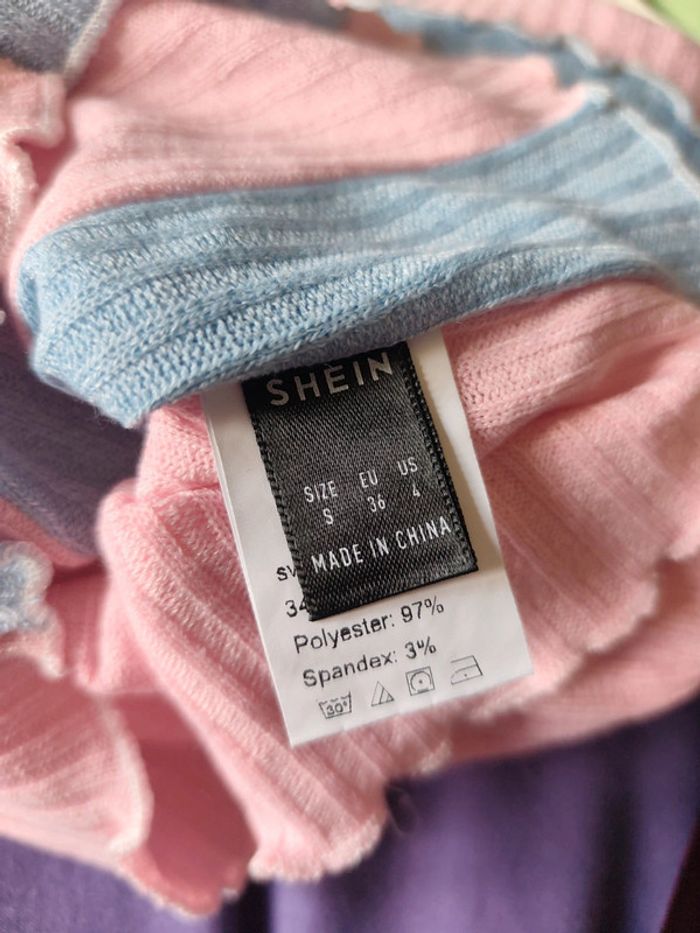 SHEIN
SIZE EU US
S 36 4
MADE IN CHINA
Polyester: 97%
Spandex: 3%
30°